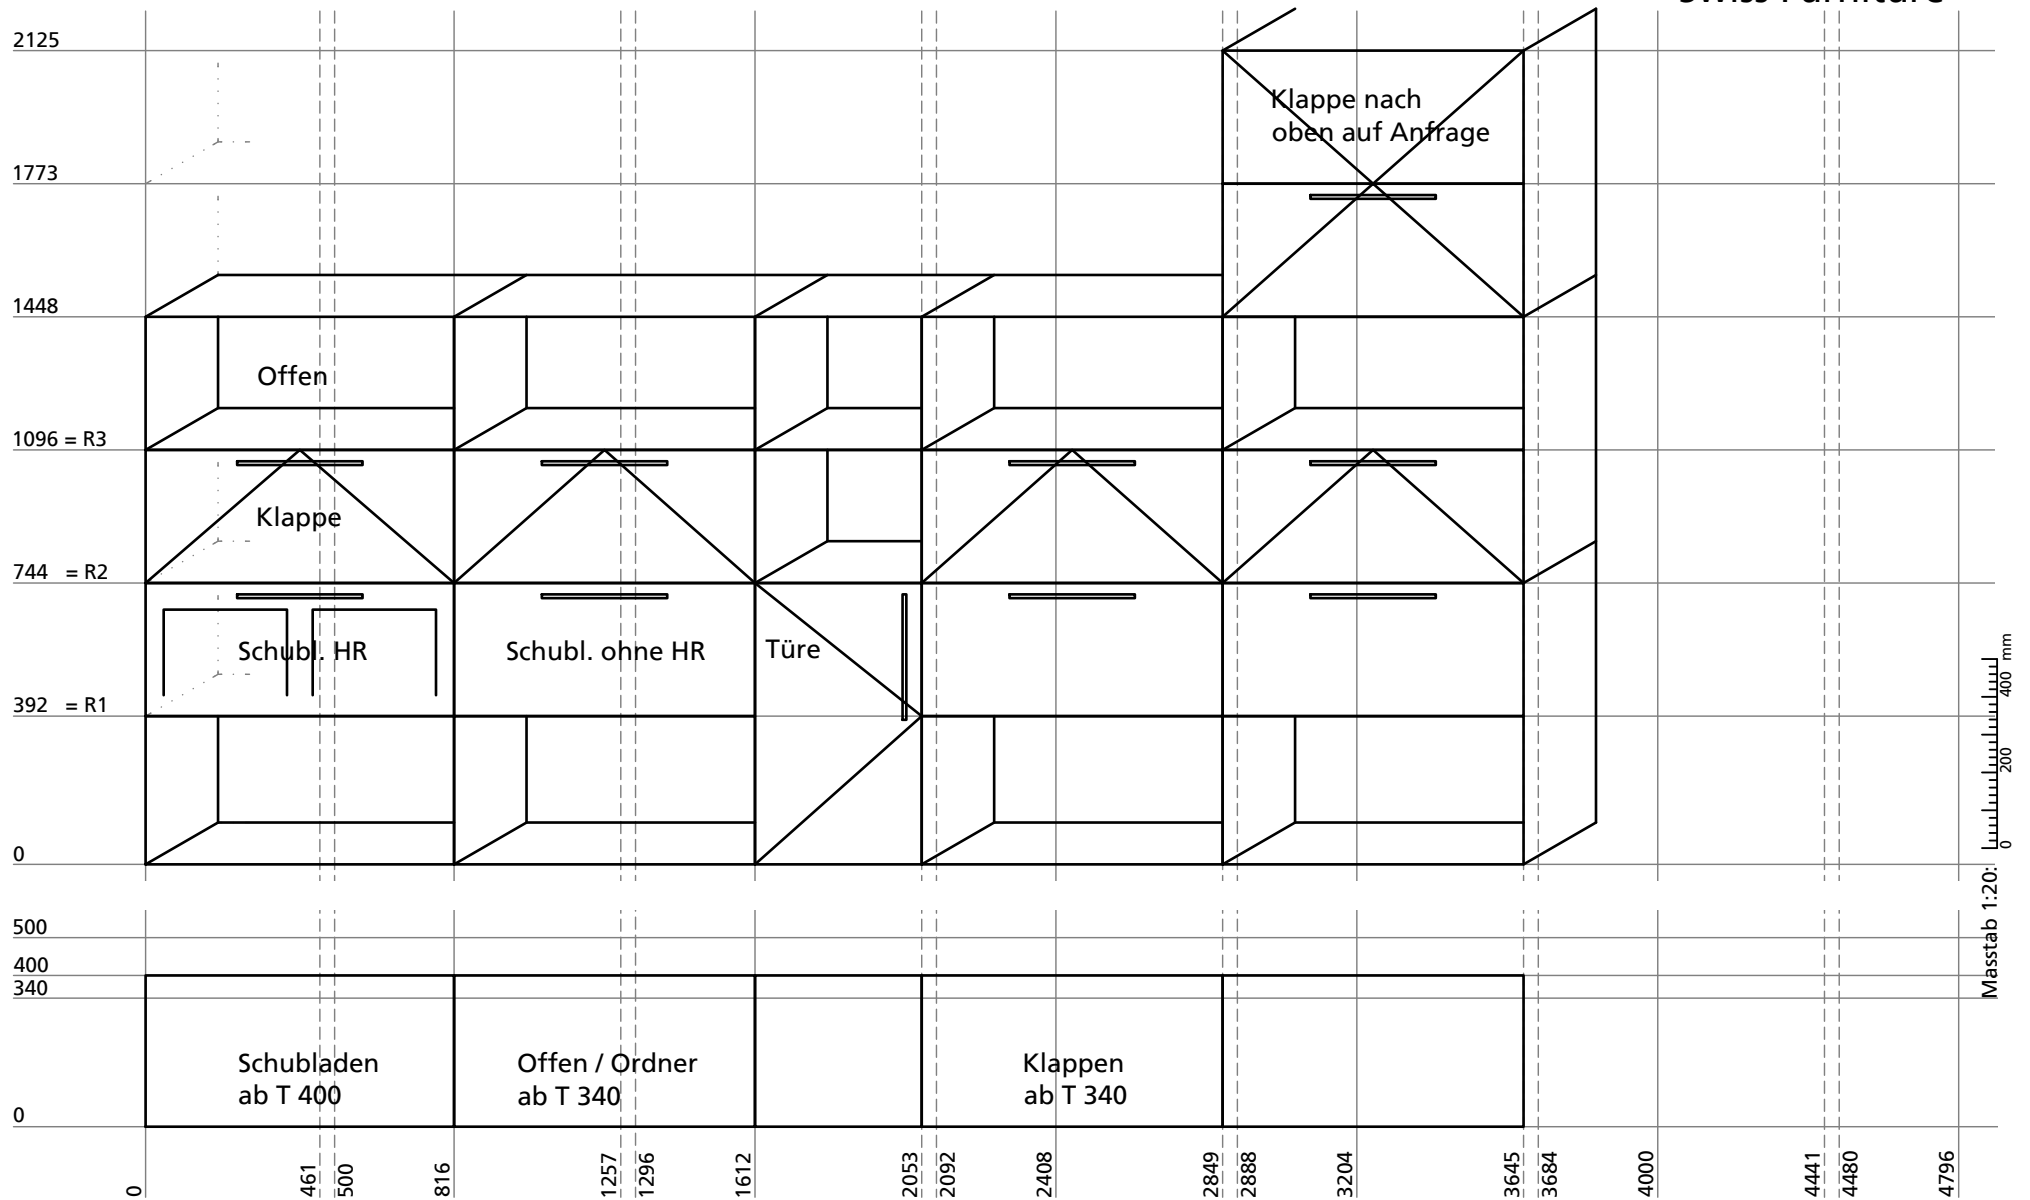 Swiss Furniture
2125
Klappe nach
oben auf Anfrage
1773
1448
Offen
1096 = R3
Klappe
744 = R2
Schubl. HR
Schubl. ohne HR
Türe
392 = R1
0
Masstab 1:20:
0
200
400
mm
500
400
340
Schubladen
ab T 400
Offen / Ordner
ab T 340
Klappen
ab T 340
0
0
461
500
816
1257
1296
1612
2053
2092
2408
2849
2888
3204
3645
3684
4000
4441
4480
4796